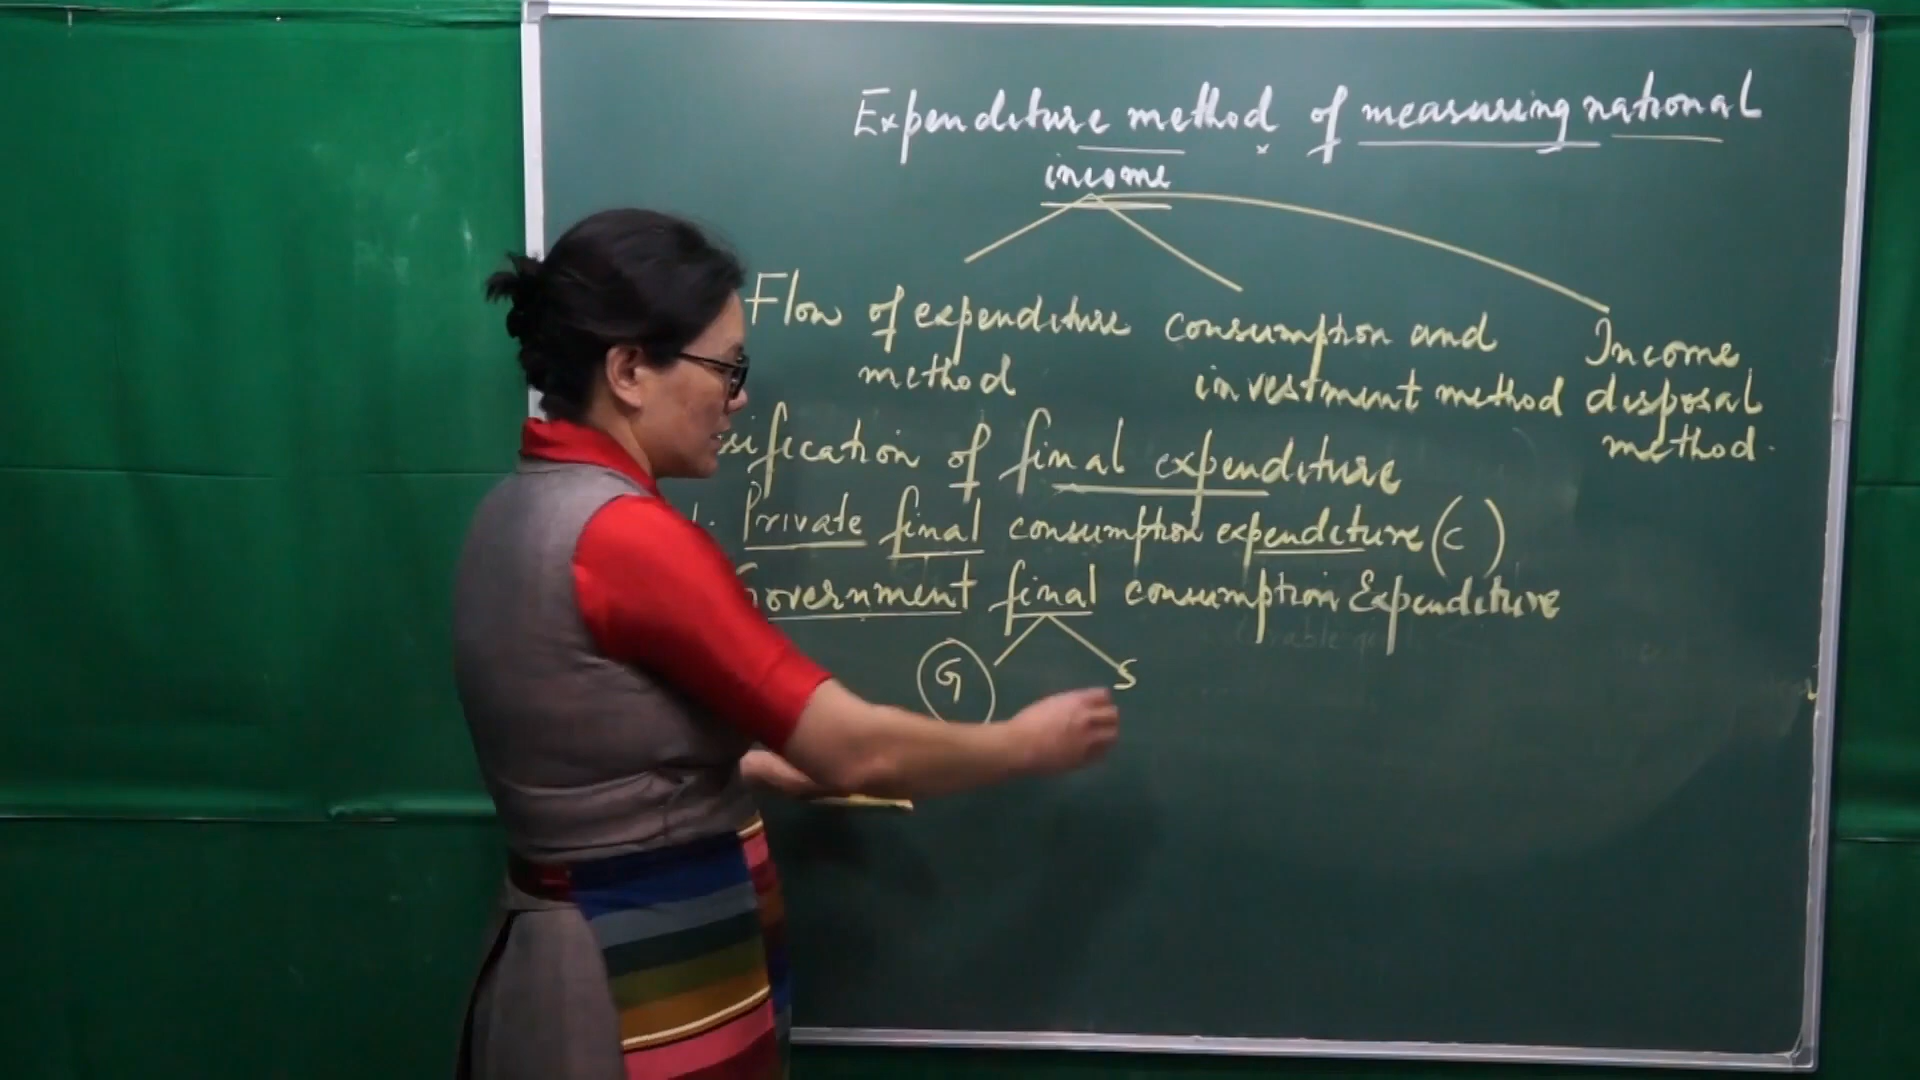 Expenditure method of measuring national
income
Flow of expenditure
method
consumption and
investment method
Income
disposal
method.
sification of final expenditure
1. Private final consumption expenditure (C)
Government final consumption Expenditure
G S